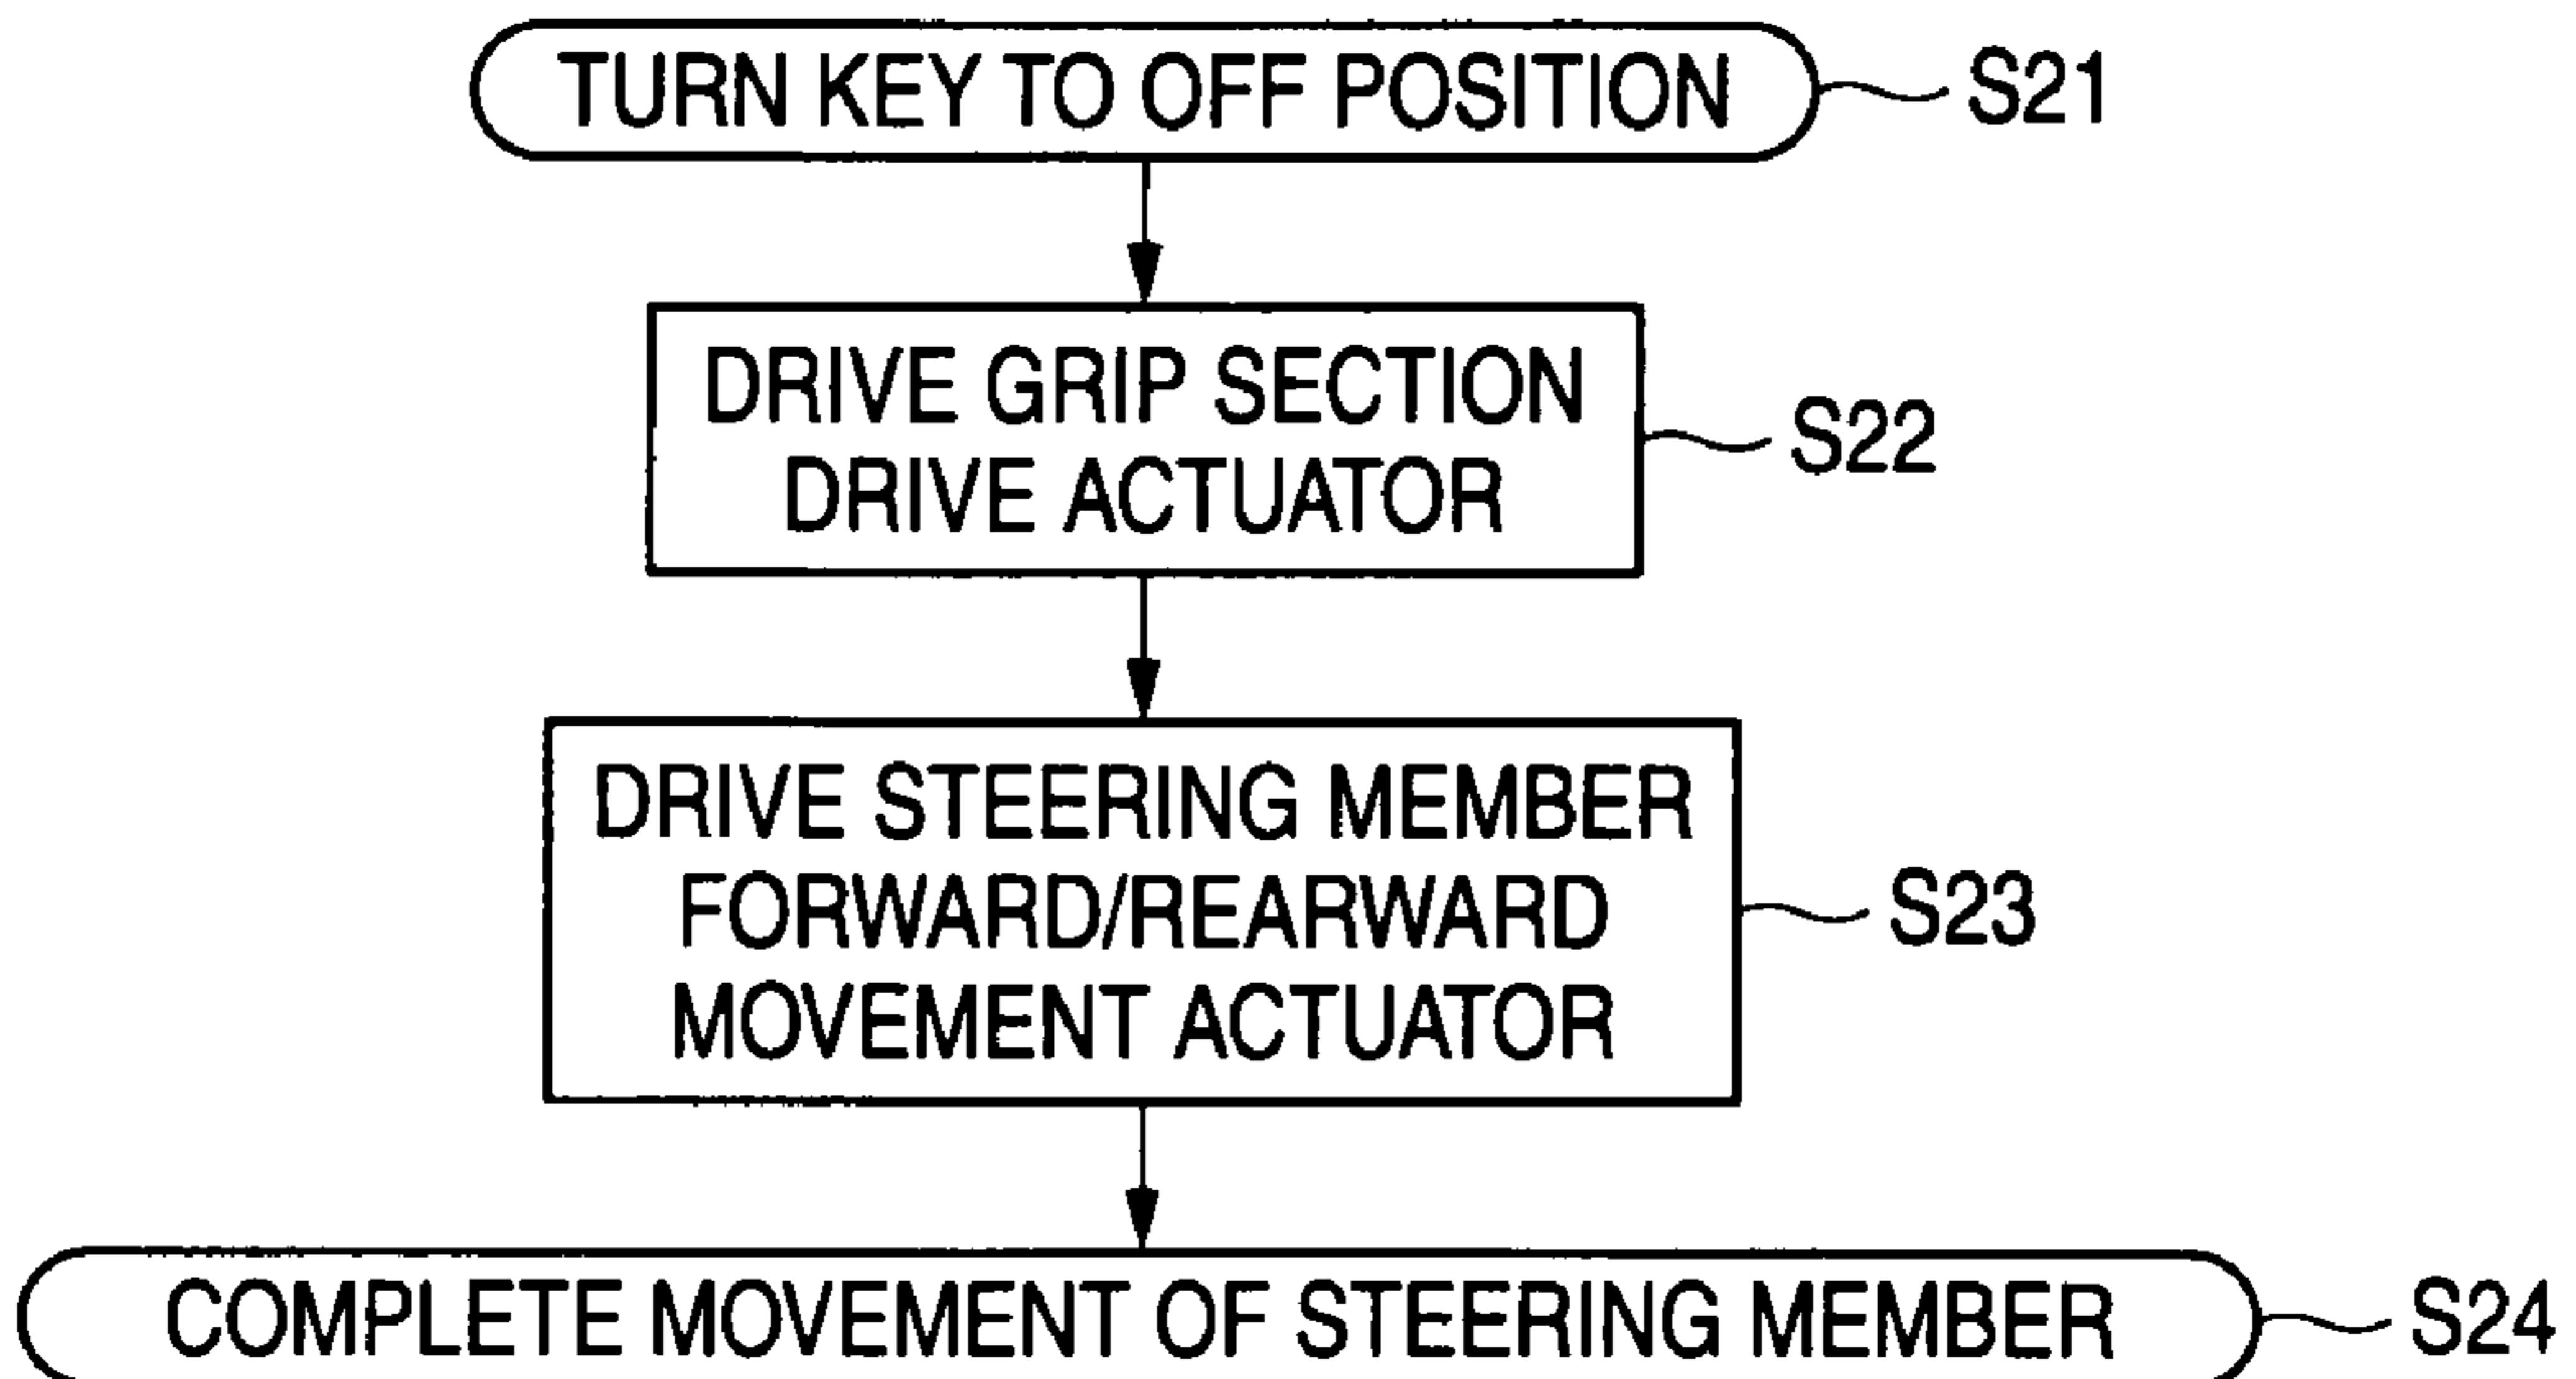 TURN KEY TO OFF POSITION
S21
DRIVE GRIP SECTION
DRIVE ACTUATOR
S22
DRIVE STEERING MEMBER
FORWARD/REARWARD
MOVEMENT ACTUATOR
S23
COMPLETE MOVEMENT OF STEERING MEMBER
S24